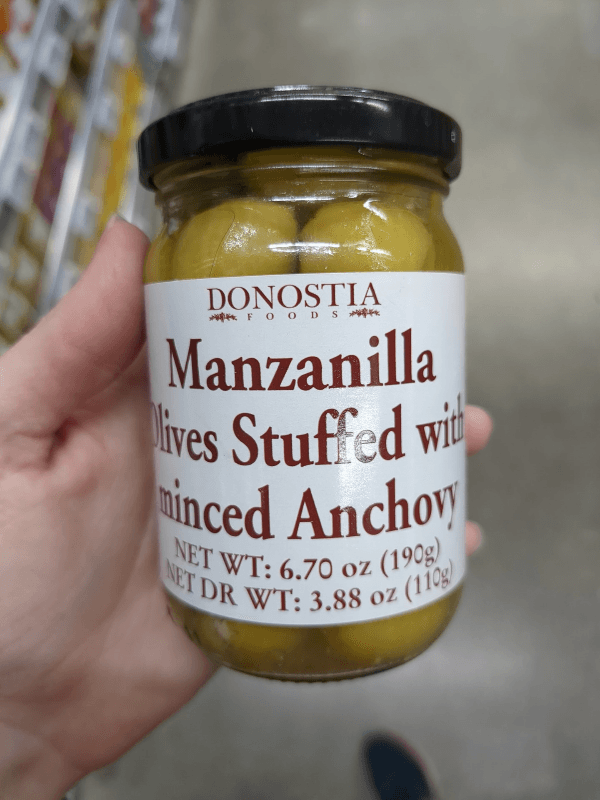 DONOSTIA
FOODS
Manzanilla
Olives Stuffed with
minced Anchovy
NET WT: 6.70 oz (190g)
NET DR WT: 3.88 oz (110g)